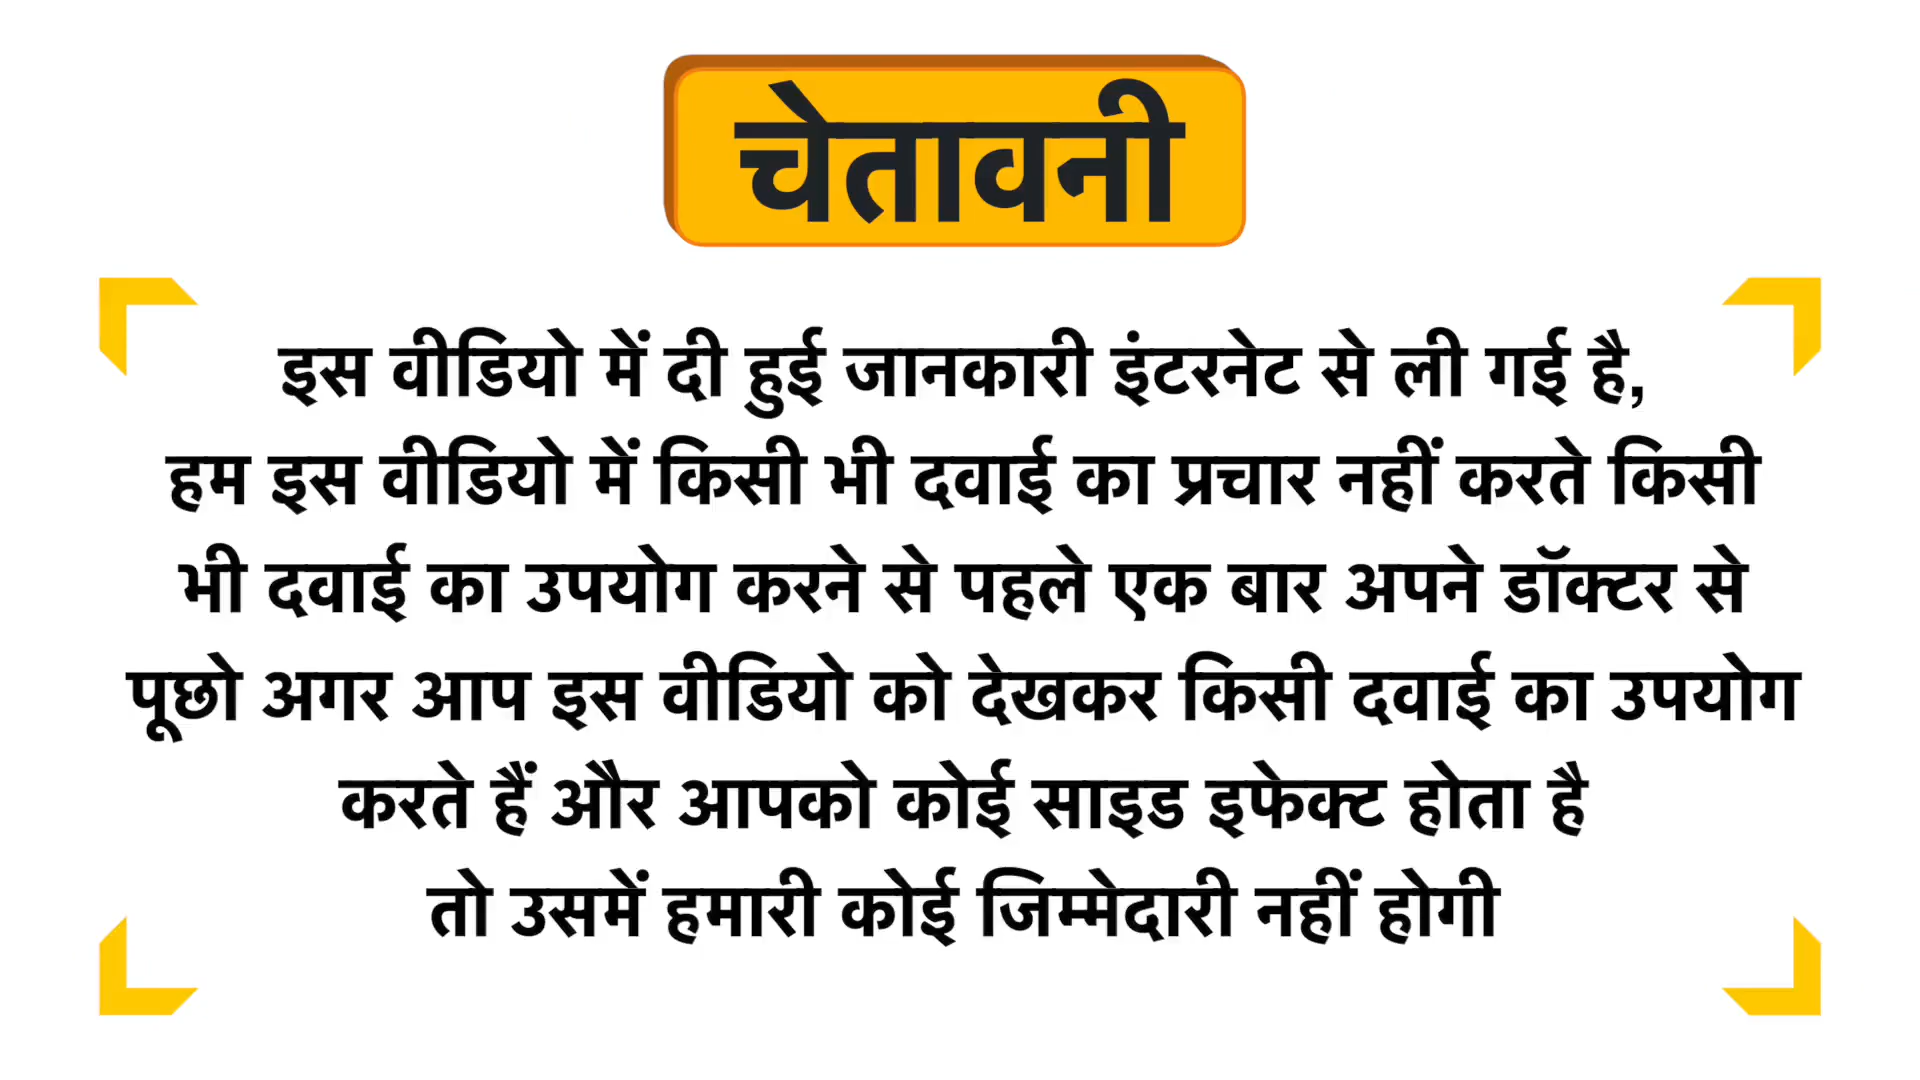 चेतावनी
इस वीडियो में दी हुई जानकारी इंटरनेट से ली गई है,
हम इस वीडियो में किसी भी दवाई का प्रचार नहीं करते किसी
भी दवाई का उपयोग करने से पहले एक बार अपने डॉक्टर से
पूछो अगर आप इस वीडियो को देखकर किसी दवाई का उपयोग
करते हैं और आपको कोई साइड इफेक्ट होता है
तो उसमें हमारी कोई जिम्मेदारी नहीं होगी